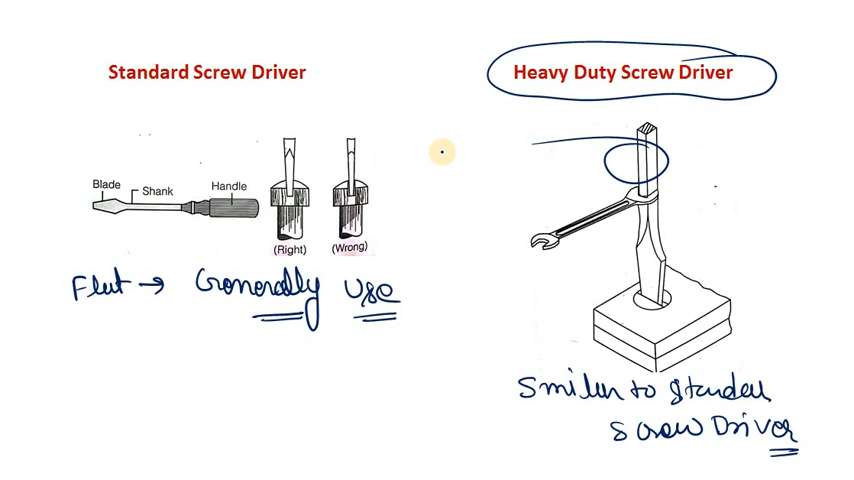 Standard Screw Driver
Heavy Duty Screw Driver
Blade
Shank
Handle
(Right)
(Wrong)
Flat → Generally Use
Similar to standard
Screw Driver